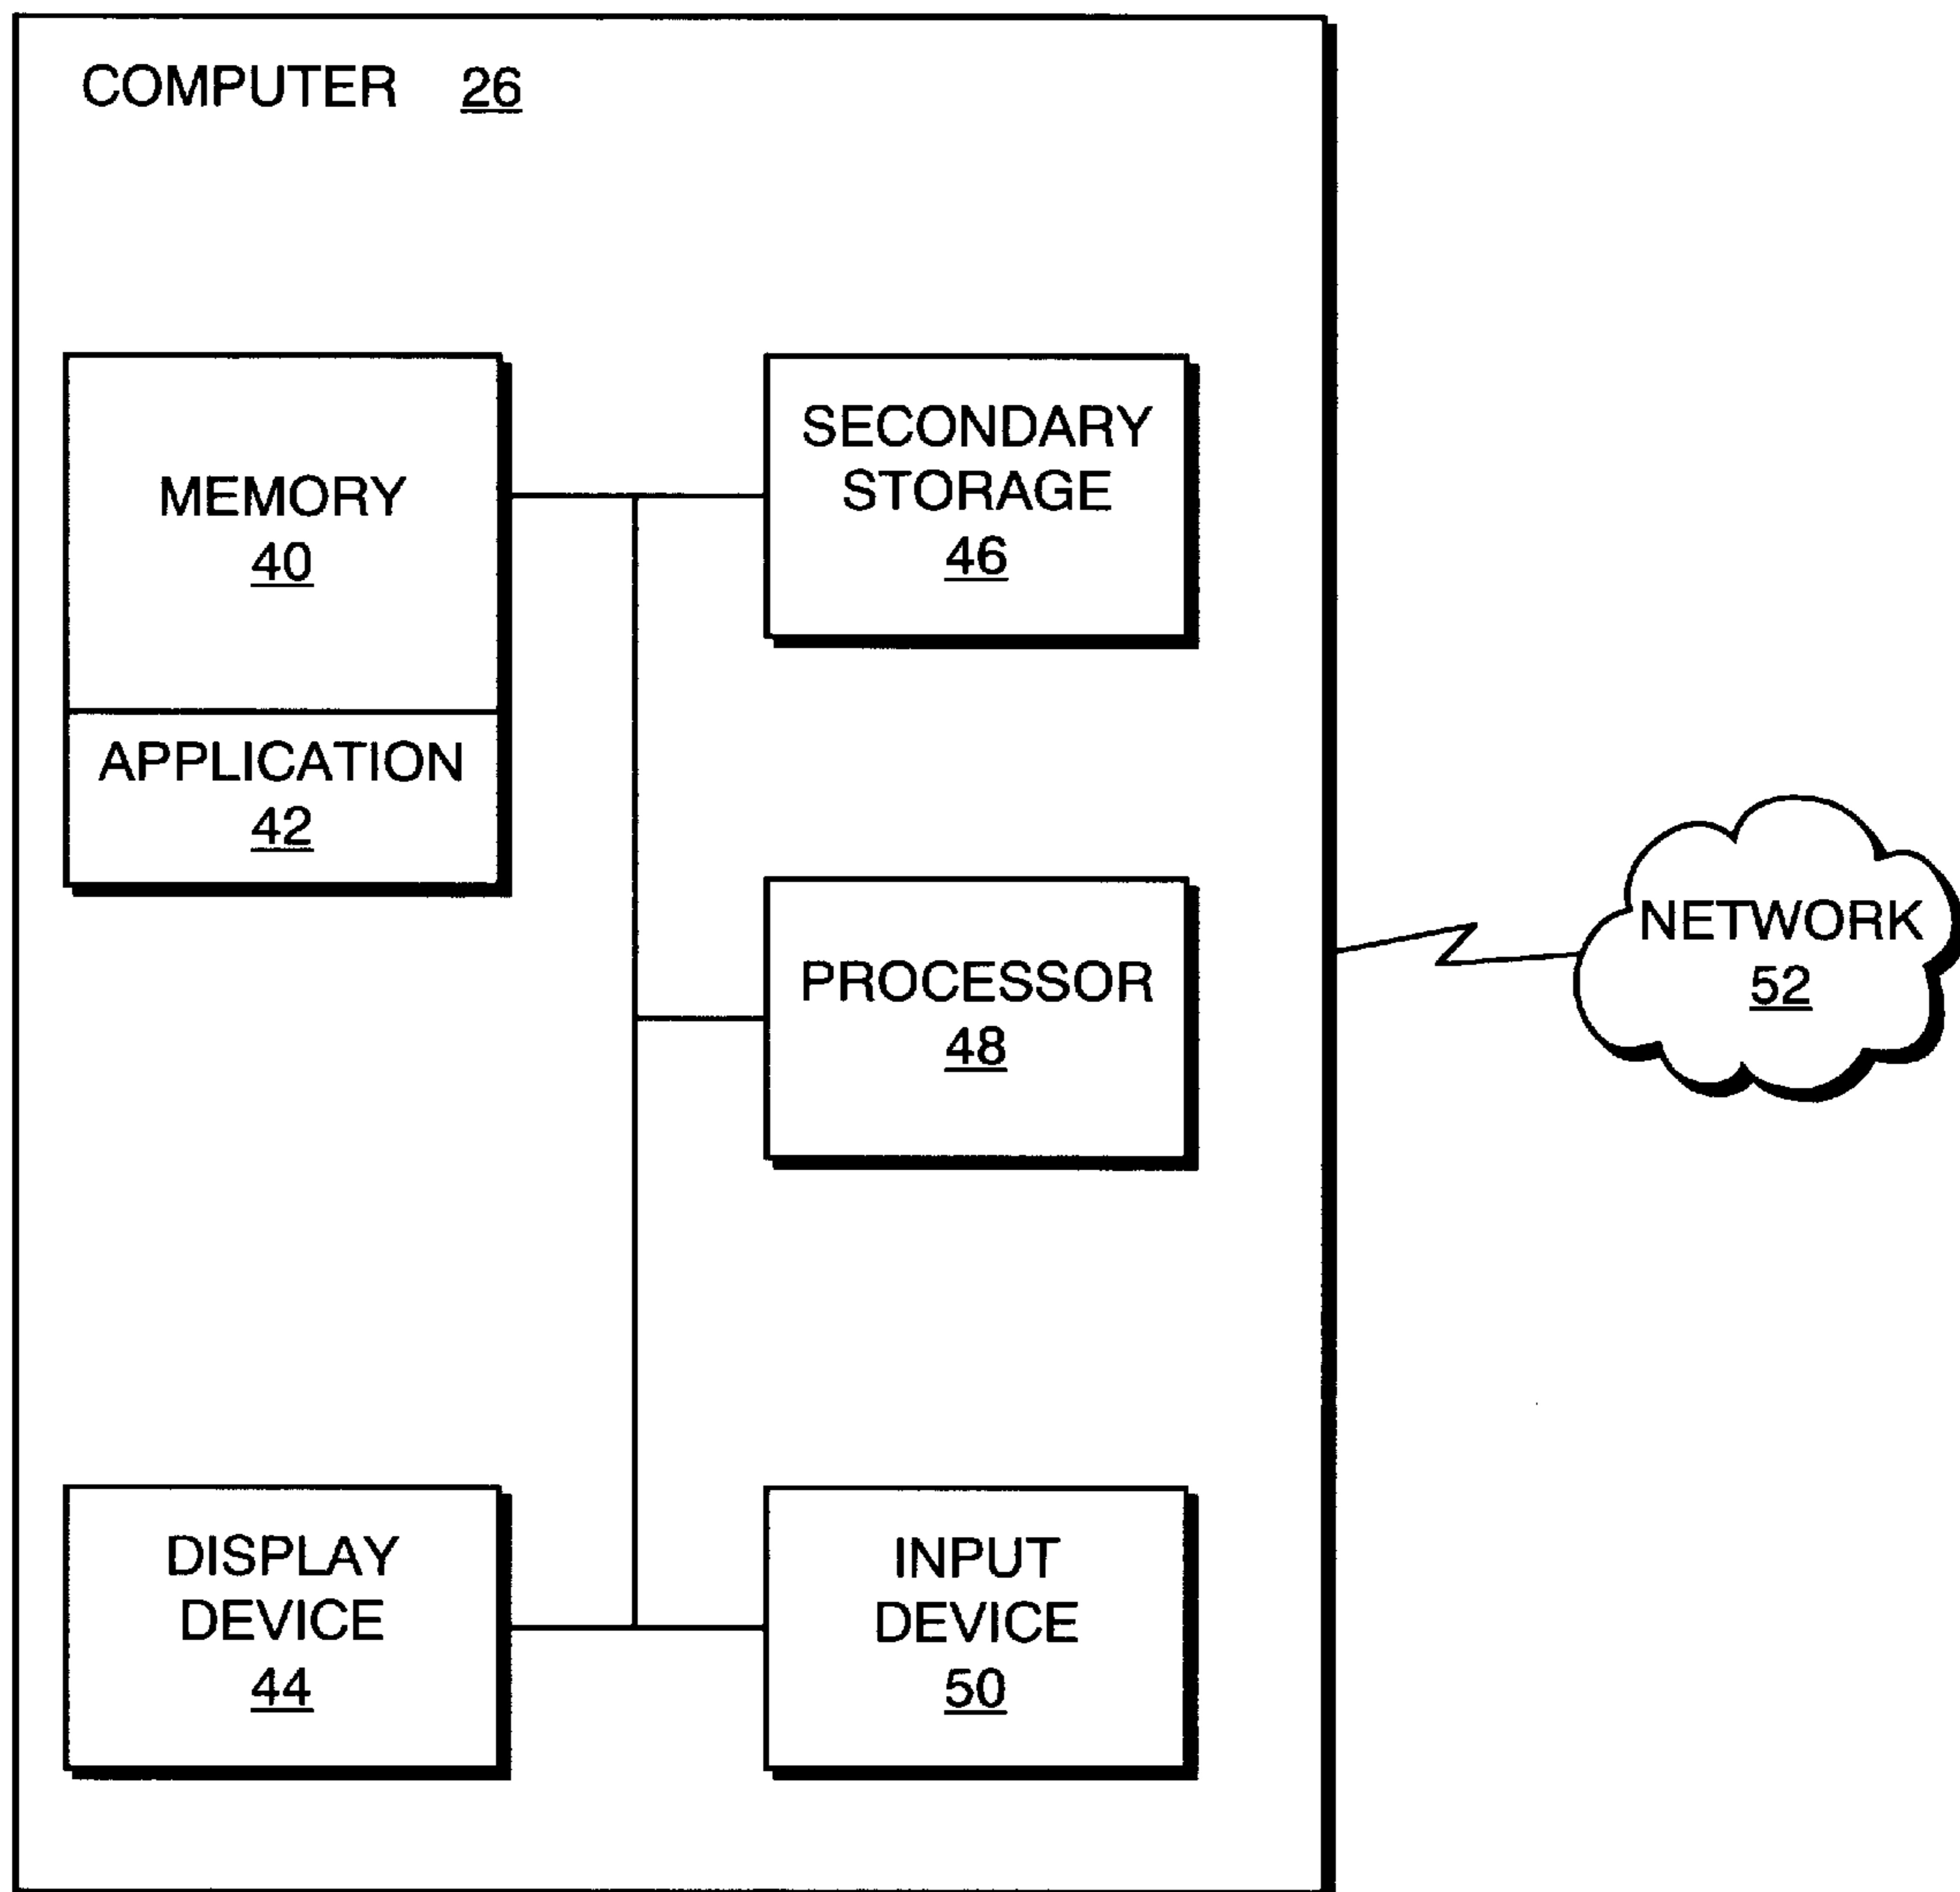 COMPUTER 26
MEMORY
40
APPLICATION
42
SECONDARY
STORAGE
46
PROCESSOR
48
DISPLAY
DEVICE
44
INPUT
DEVICE
50
NETWORK
52